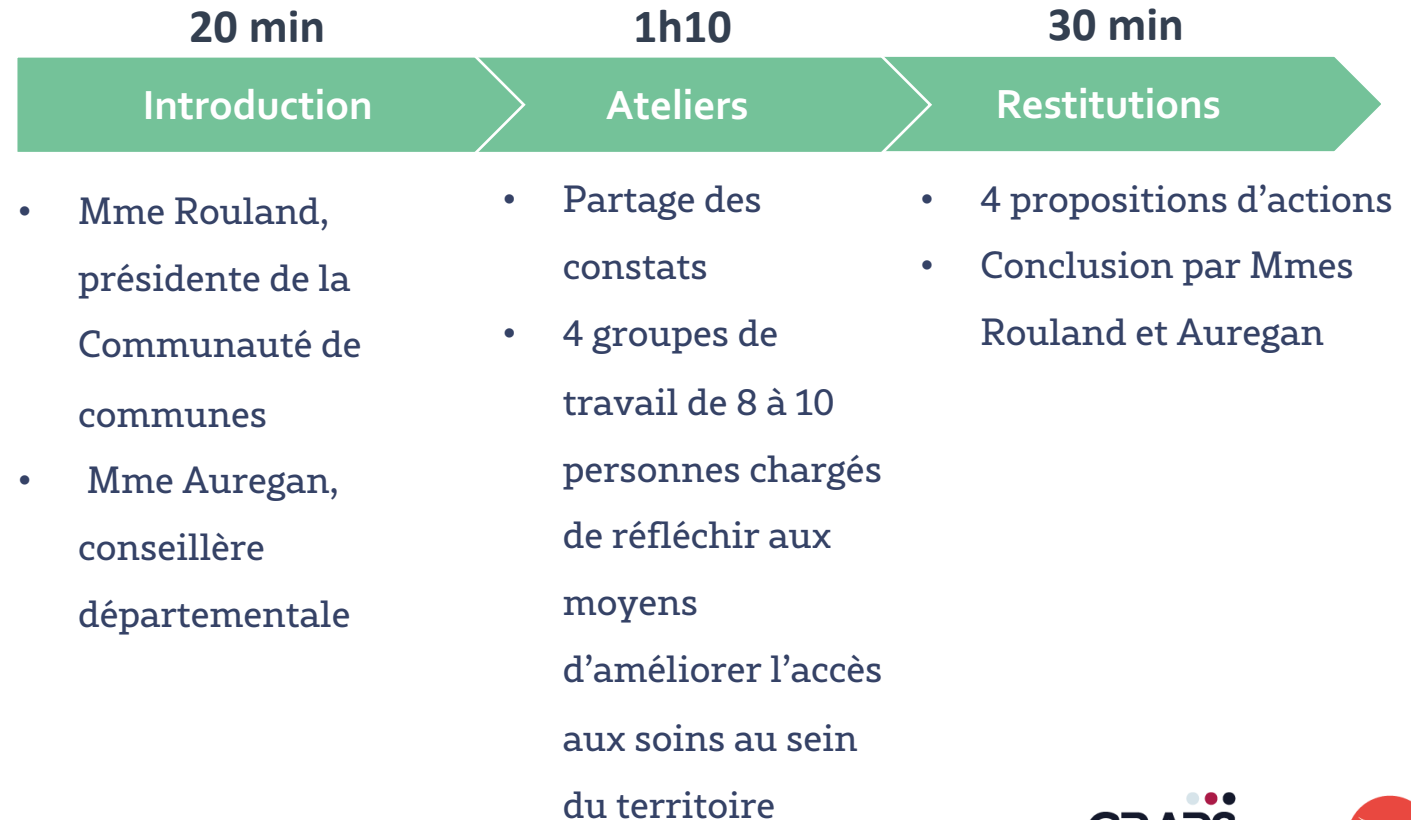 20 min
1h10
30 min
Introduction
Ateliers
Restitutions
• Mme Rouland,
présidente de la
Communauté de
communes
• Mme Auregan,
conseillère
départementale
• Partage des
constats
• 4 groupes de
travail de 8 à 10
personnes chargés
de réfléchir aux
moyens
d’améliorer l’accès
aux soins au sein
du territoire
• 4 propositions d’actions
• Conclusion par Mmes
Rouland et Auregan